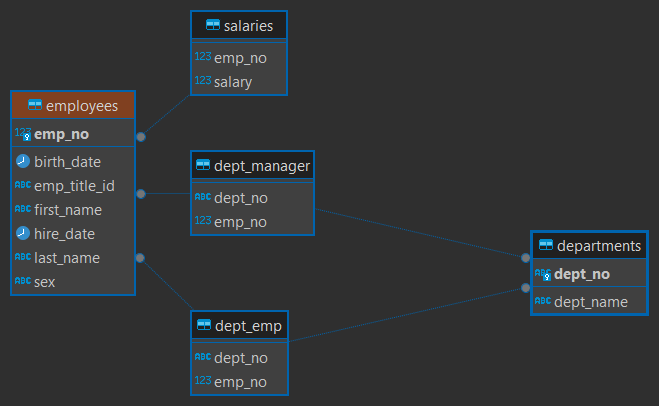 salaries
123 emp_no
123 salary
employees
123 emp_no
birth_date
ABC emp_title_id
ABC first_name
hire_date
ABC last_name
ABC sex
dept_manager
ABC dept_no
123 emp_no
departments
ABC dept_no
ABC dept_name
dept_emp
ABC dept_no
123 emp_no